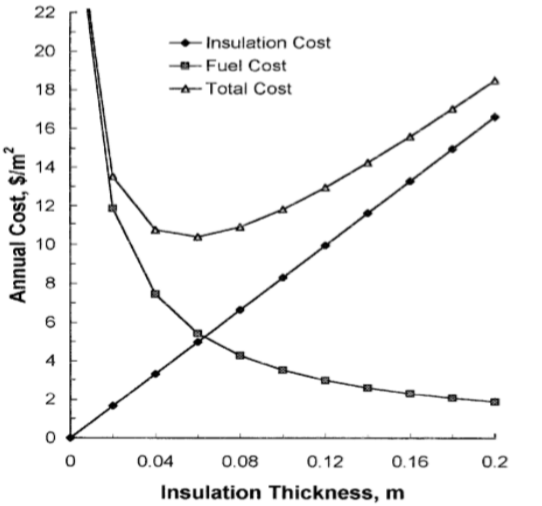 22
20
18
16
14
12
10
8
6
4
2
0
Annual Cost, $/m²
Insulation Cost
Fuel Cost
Total Cost
0 0.04 0.08 0.12 0.16 0.2
Insulation Thickness, m